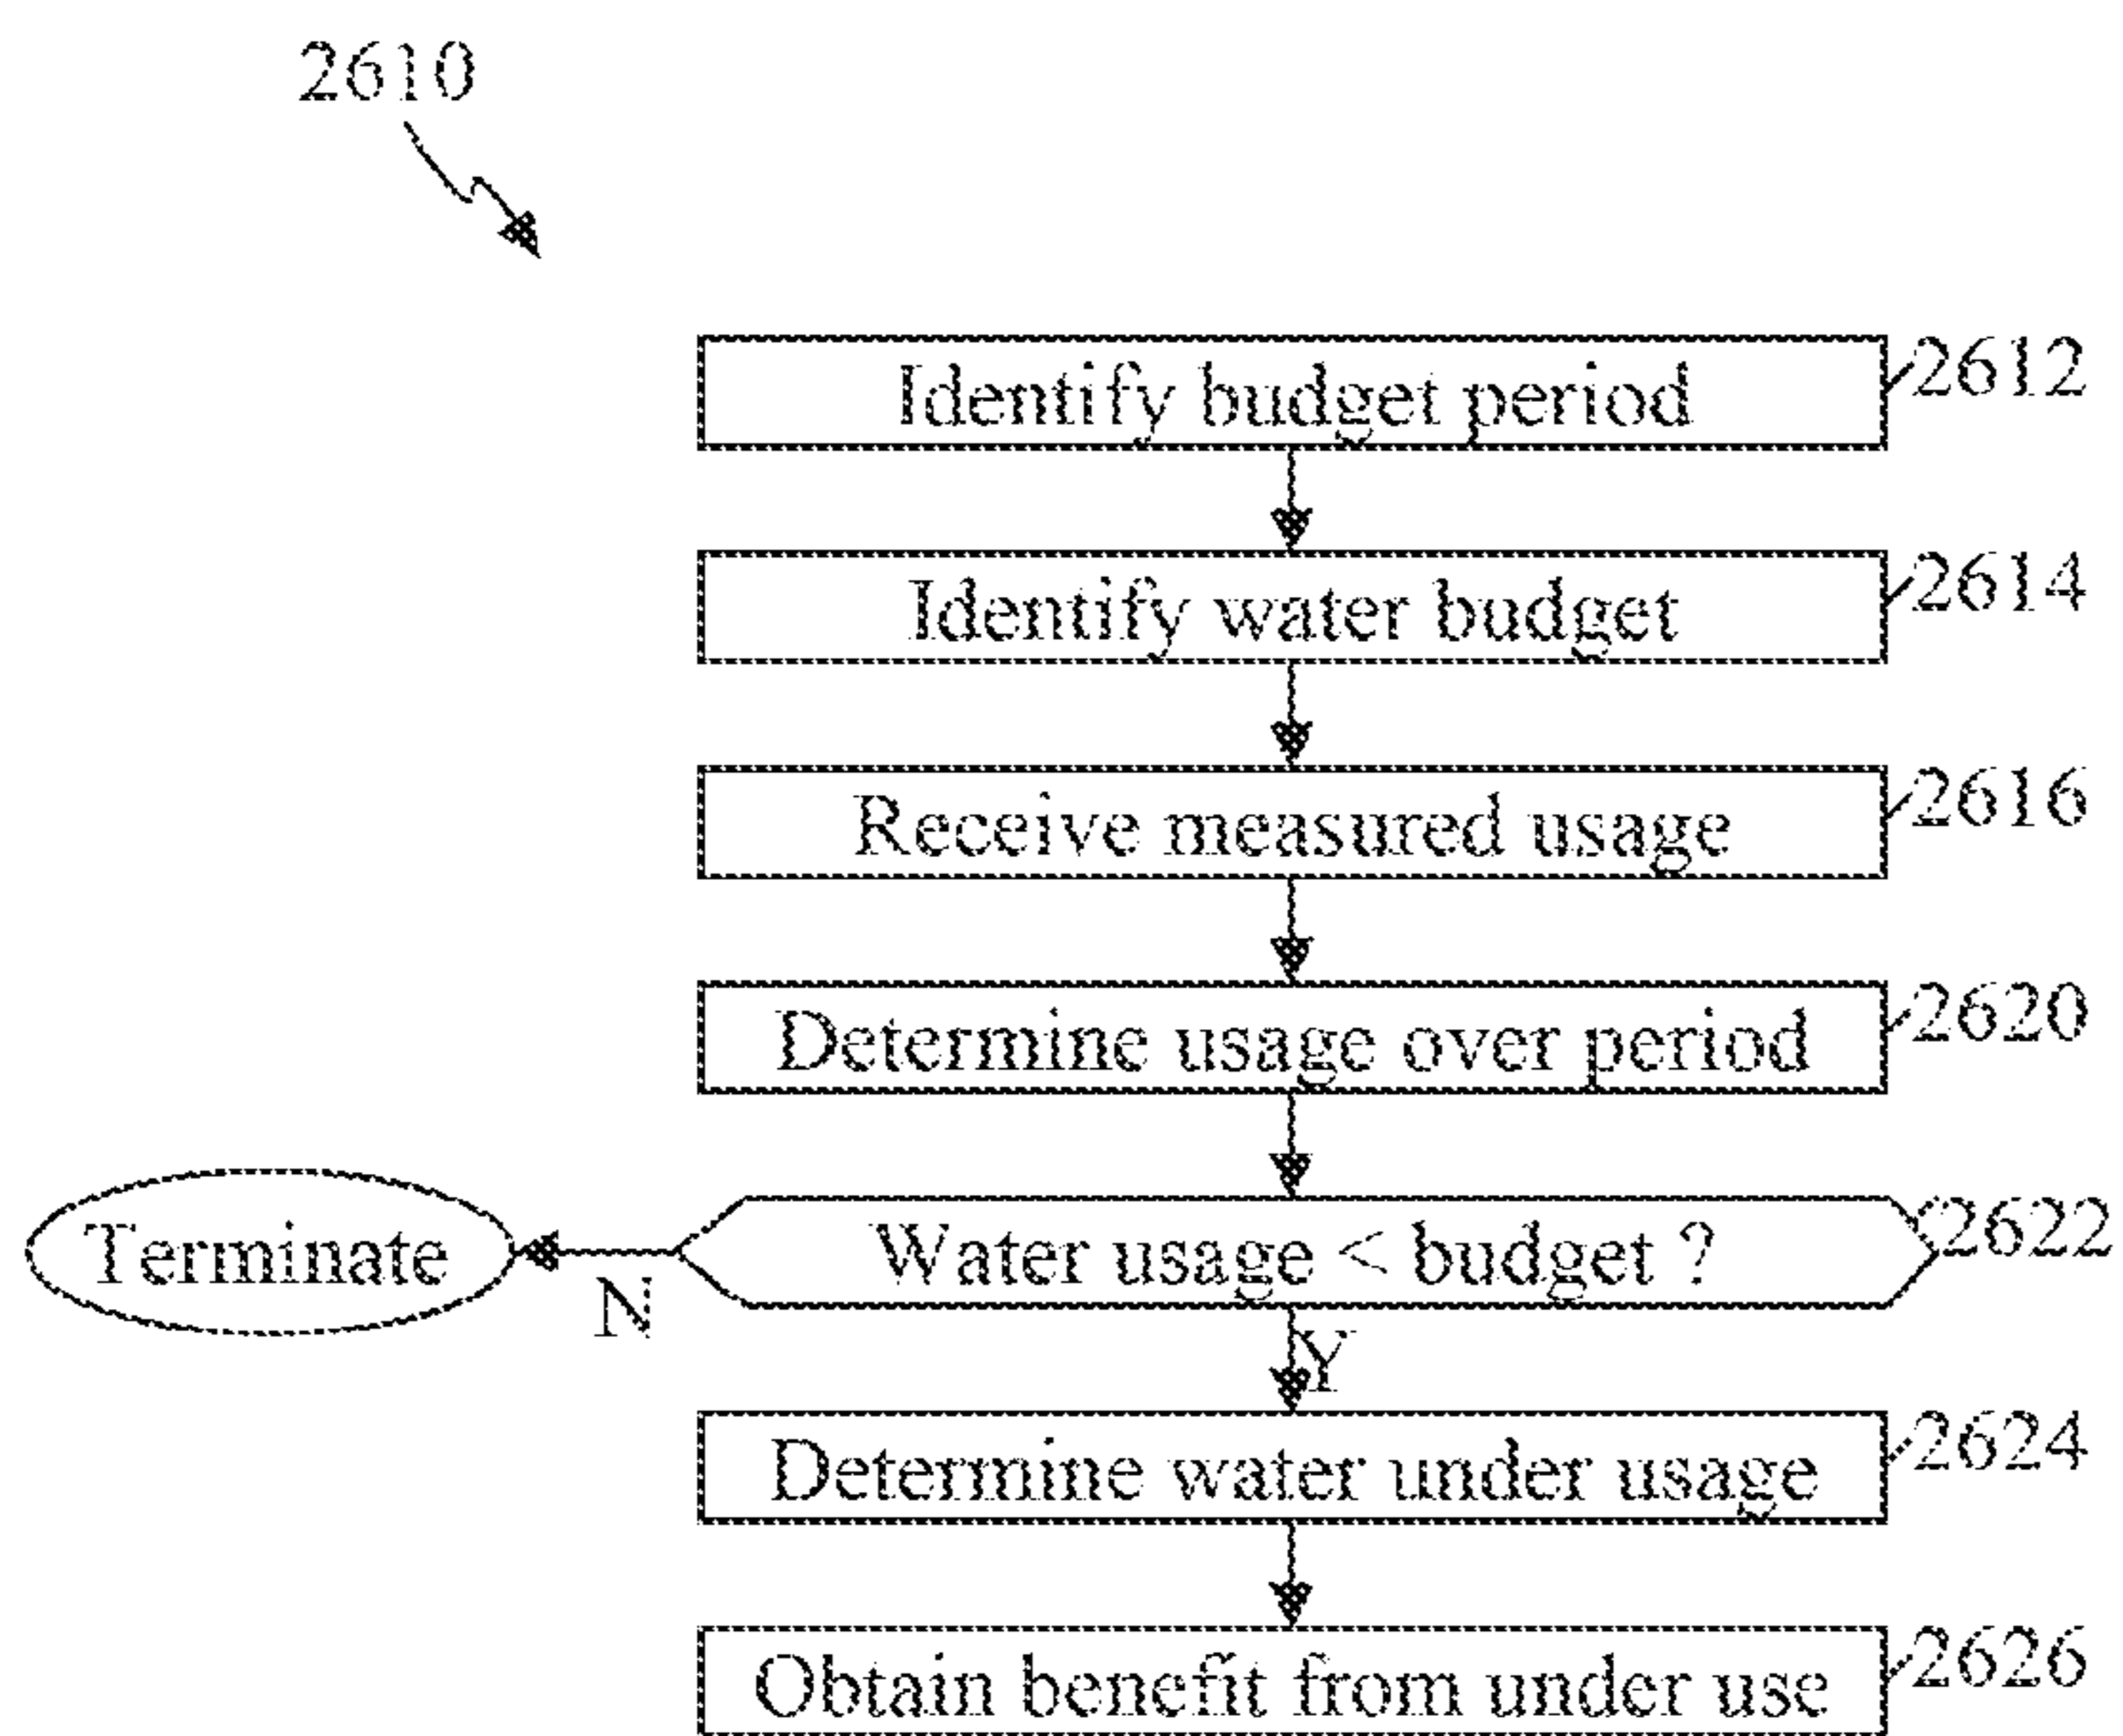 2610
Identify budget period 2612
Identify water budget 2614
Receive measured usage 2616
Determine usage over period 2620
Terminate N Water usage < budget ? 2622
Y
Determine water under usage 2624
Obtain benefit from under use 2626